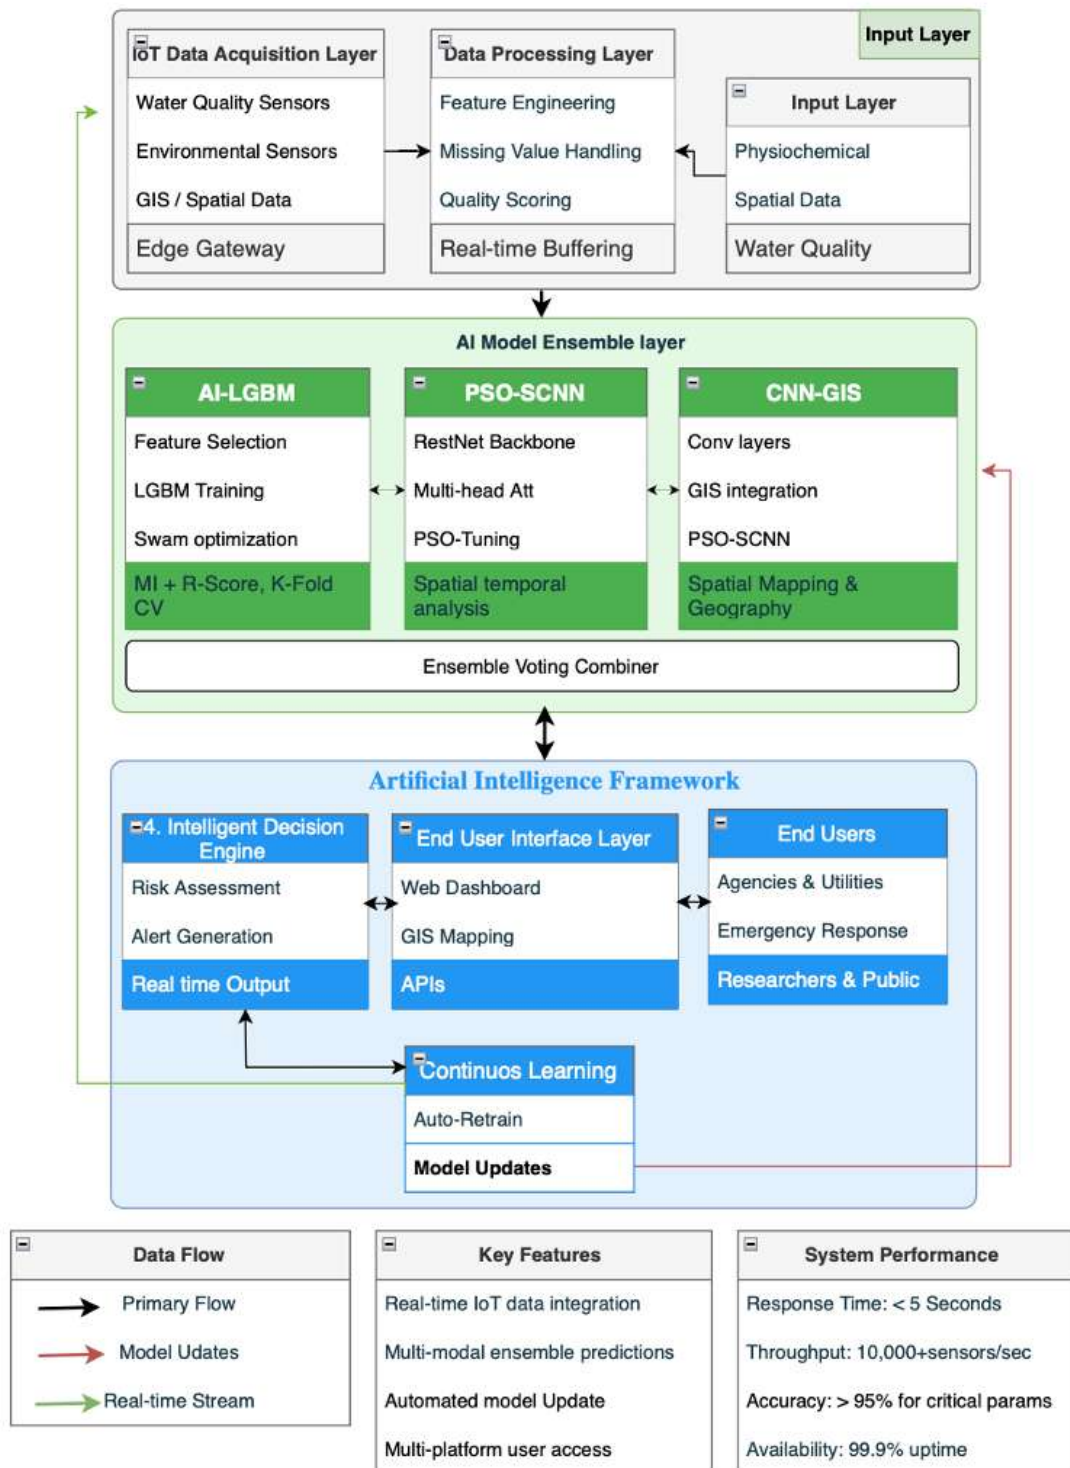 Input Layer
IoT Data Acquisition Layer
Water Quality Sensors
Environmental Sensors
GIS / Spatial Data
Edge Gateway
Data Processing Layer
Feature Engineering
Missing Value Handling
Quality Scoring
Real-time Buffering
Input Layer
Physiochemical
Spatial Data
Water Quality
AI Model Ensemble layer
AI-LGBM
Feature Selection
LGBM Training
Swam optimization
MI + R-Score, K-Fold
CV
PSO-SCNN
RestNet Backbone
Multi-head Att
PSO-Tuning
Spatial temporal
analysis
CNN-GIS
Conv layers
GIS integration
PSO-SCNN
Spatial Mapping &
Geography
Ensemble Voting Combiner
Artificial Intelligence Framework
4. Intelligent Decision
Engine
Risk Assessment
Alert Generation
Real time Output
End User Interface Layer
Web Dashboard
GIS Mapping
APIs
End Users
Agencies & Utilities
Emergency Response
Researchers & Public
Continuos Learning
Auto-Retrain
Model Updates
Data Flow
Primary Flow
Model Udates
Real-time Stream
Key Features
Real-time IoT data integration
Multi-modal ensemble predictions
Automated model Update
Multi-platform user access
System Performance
Response Time: < 5 Seconds
Throughput: 10,000+sensors/sec
Accuracy: > 95% for critical params
Availability: 99.9% uptime